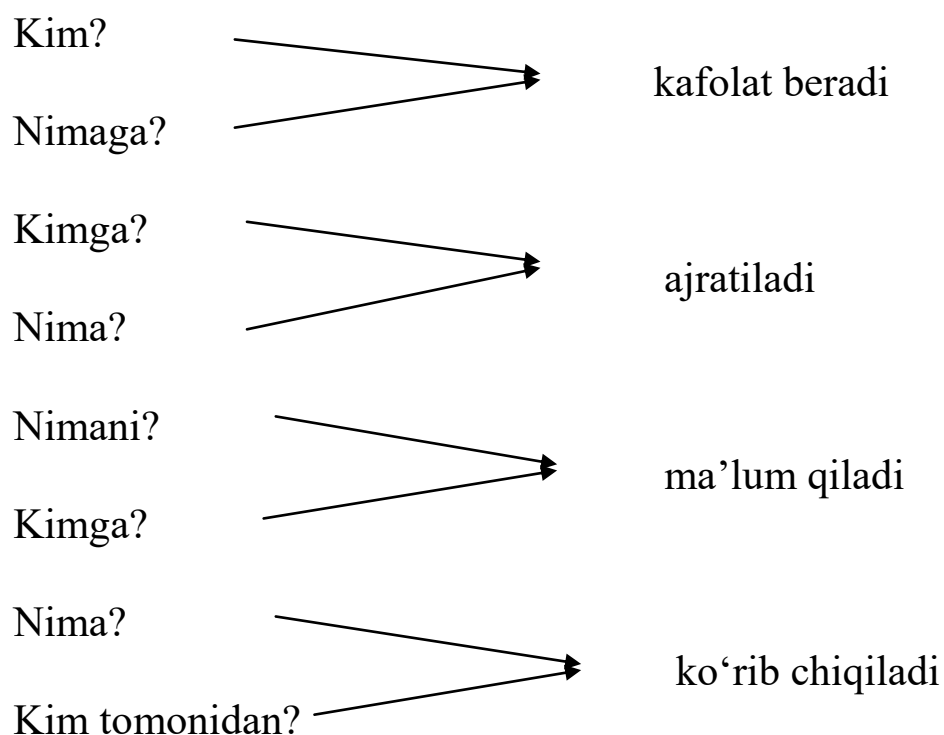 Kim?
kafolat beradi
Nimaga?
Kimga?
ajratiladi
Nima?
Nimani?
ma’lum qiladi
Kimga?
Nima?
ko‘rib chiqiladi
Kim tomonidan?